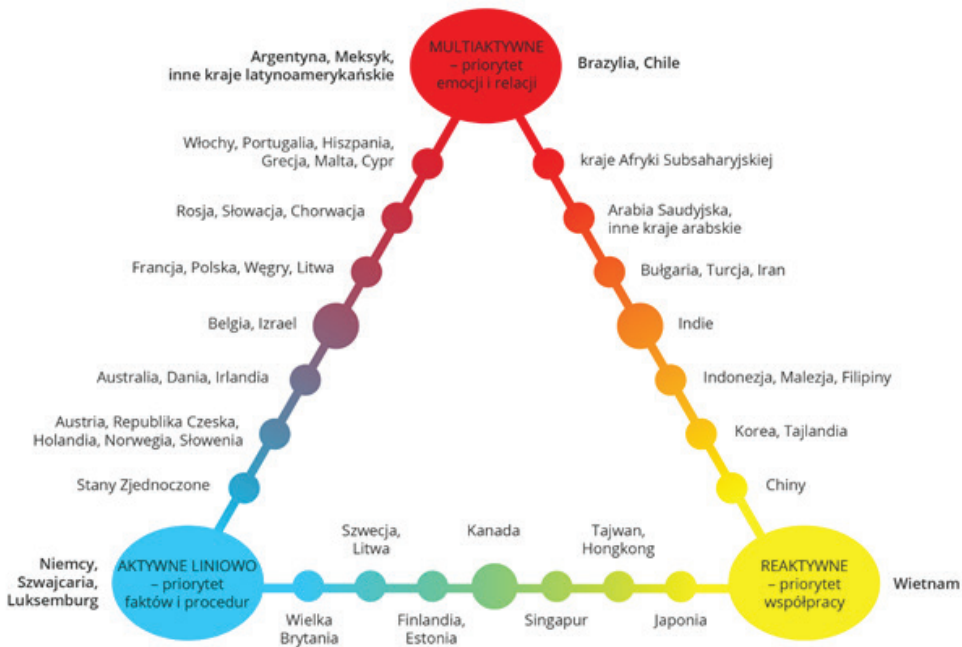 Argentyna, Meksyk,
inne kraje latynoamerykańskie
MULTIAKTYWNE
– priorytet
emocji i relacji
Brazylia, Chile
Włochy, Portugalia, Hiszpania,
Grecja, Malta, Cypr
kraje Afryki Subsaharyjskiej
Rosja, Słowacja, Chorwacja
Arabia Saudyjska,
inne kraje arabskie
Francja, Polska, Węgry, Litwa
Bułgaria, Turcja, Iran
Belgia, Izrael
Indie
Australia, Dania, Irlandia
Indonezja, Malezja, Filipiny
Austria, Republika Czeska,
Holandia, Norwegia, Słowenia
Korea, Tajlandia
Stany Zjednoczone
Chiny
Niemcy,
Szwajcaria,
Luksemburg
AKTYWNE LINIOWO
– priorytet
faktów i procedur
Szwecja,
Litwa
Kanada
Tajwan,
Hongkong
REAKTYWNE
– priorytet
współpracy
Wietnam
Wielka
Brytania
Finlandia,
Estonia
Singapur
Japonia